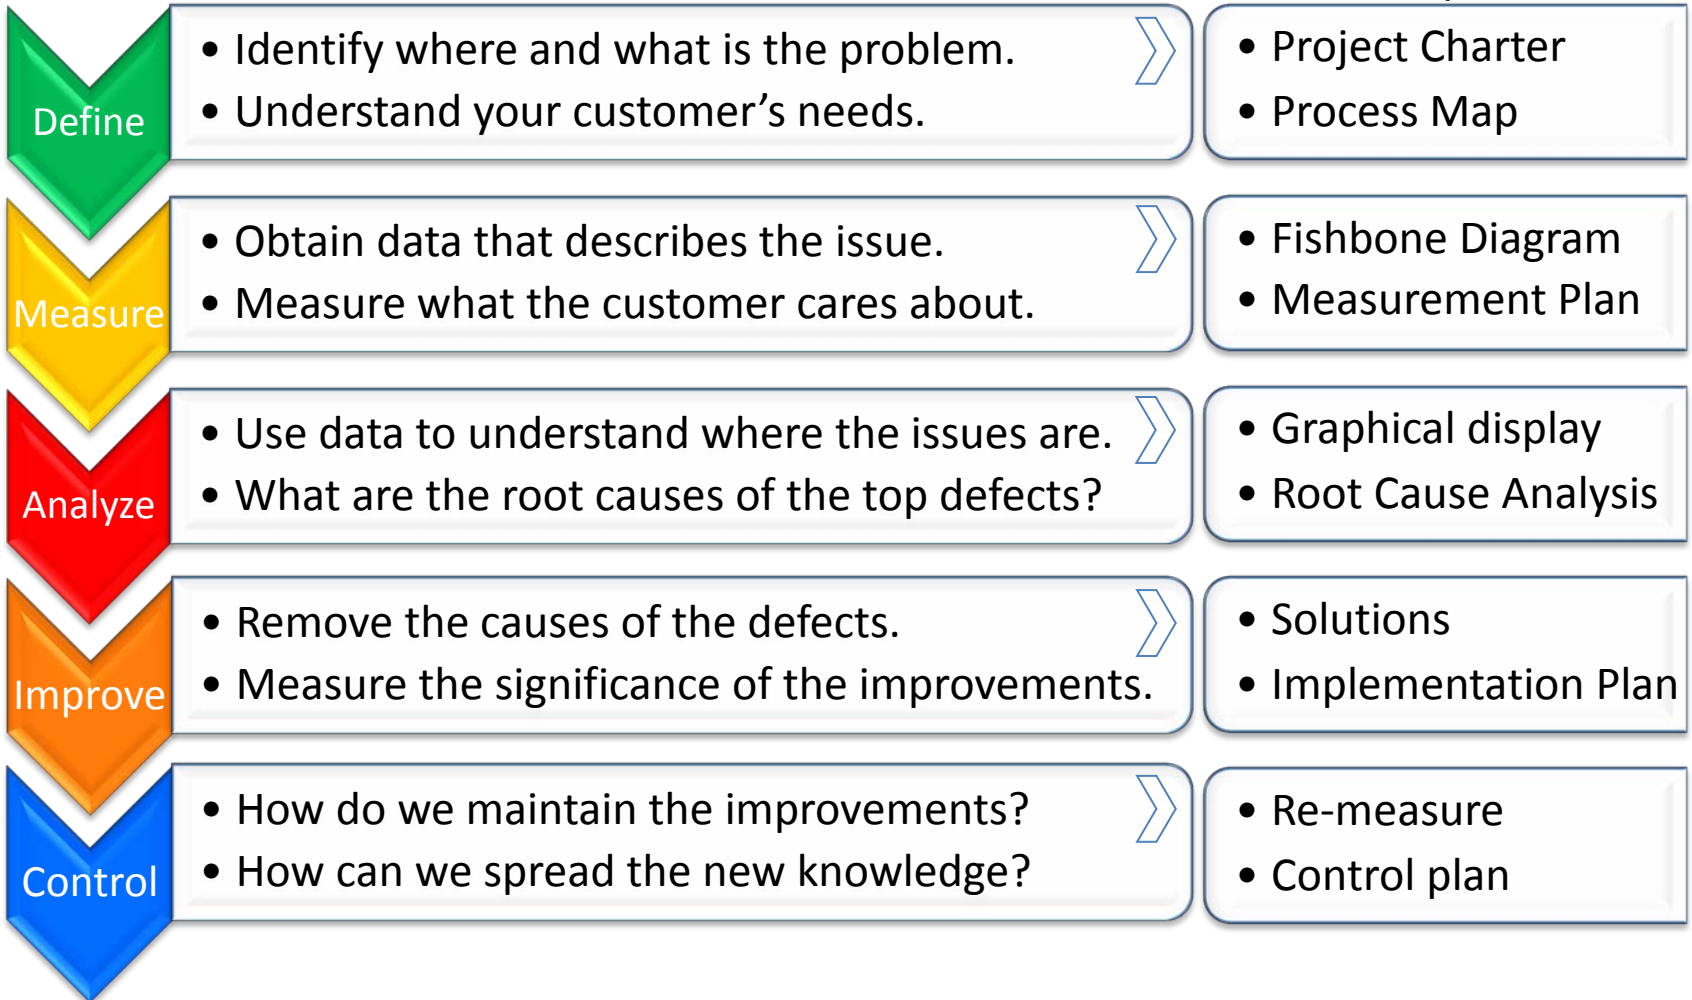 Define
• Identify where and what is the problem.
• Understand your customer’s needs.
• Project Charter
• Process Map
Measure
• Obtain data that describes the issue.
• Measure what the customer cares about.
• Fishbone Diagram
• Measurement Plan
Analyze
• Use data to understand where the issues are.
• What are the root causes of the top defects?
• Graphical display
• Root Cause Analysis
Improve
• Remove the causes of the defects.
• Measure the significance of the improvements.
• Solutions
• Implementation Plan
Control
• How do we maintain the improvements?
• How can we spread the new knowledge?
• Re-measure
• Control plan